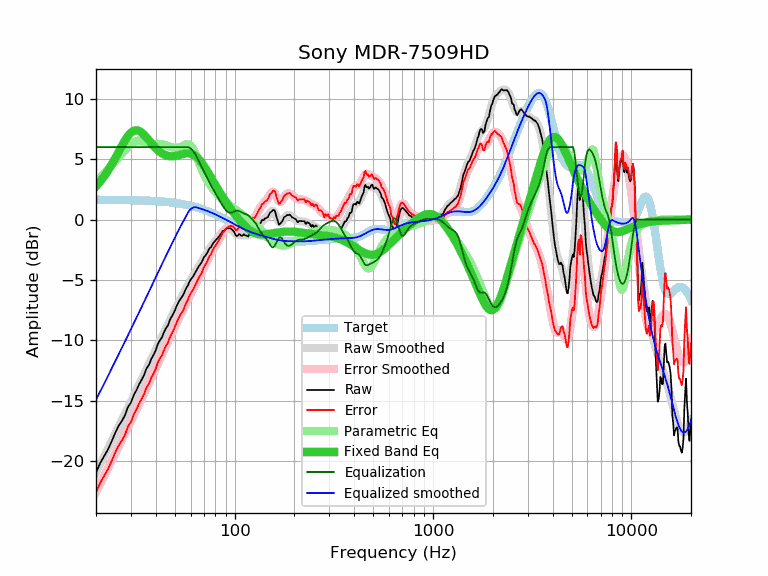 Sony MDR-7509HD
10
5
0
−5
−10
−15
−20
Amplitude (dBr)
Target
Raw Smoothed
Error Smoothed
Raw
Error
Parametric Eq
Fixed Band Eq
Equalization
Equalized smoothed
100
1000
10000
Frequency (Hz)